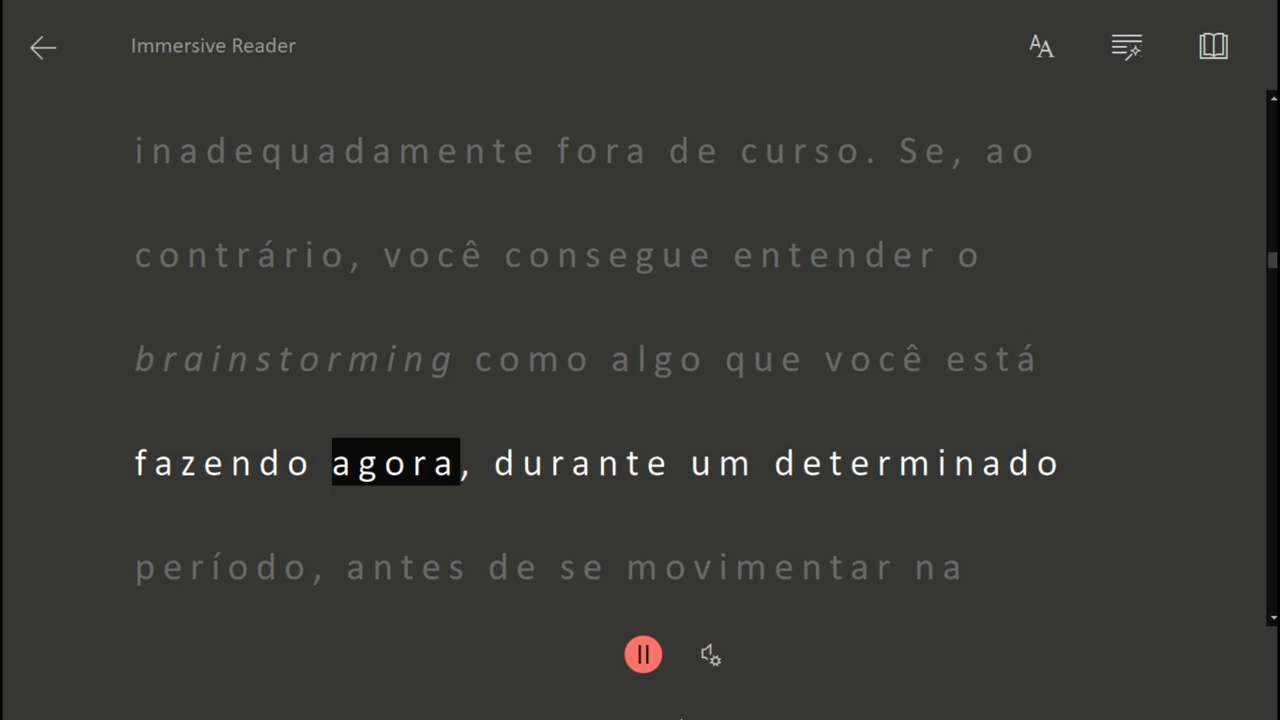 Immersive Reader
inadequadamente fora de curso. Se, ao
contrário, você consegue entender o
brainstorming como algo que você está
fazendo agora, durante um determinado
período, antes de se movimentar na